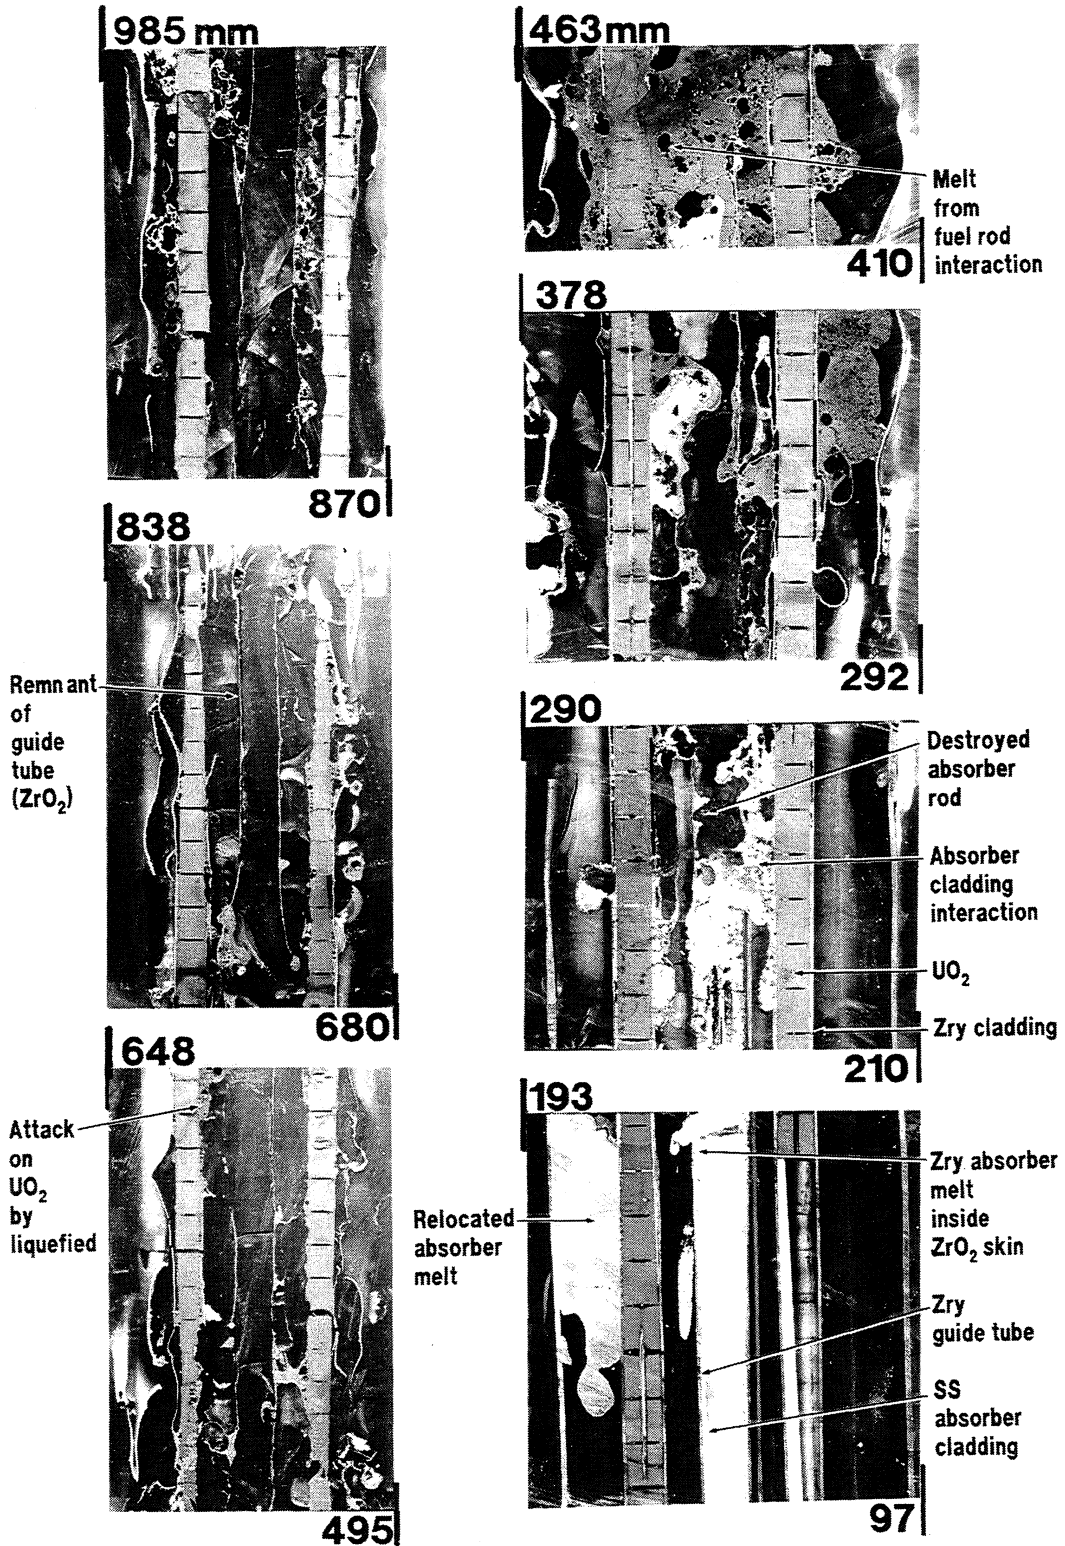 985 mm
870
838
Remnant
of
guide
tube
(ZrO₂)
680
648
Attack
on
UO₂
by
liquefied
495
463mm
Melt
from
fuel rod
interaction
410
378
292
290
Destroyed
absorber
rod
Absorber
cladding
interaction
UO₂
Zry cladding
210
193
Relocated
absorber
melt
Zry absorber
melt
inside
ZrO₂ skin
Zry
guide tube
SS
absorber
cladding
97